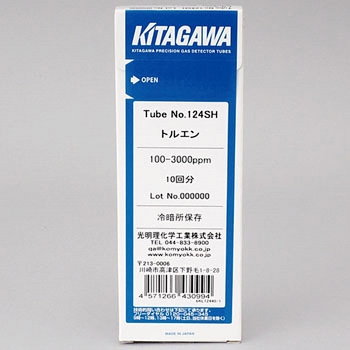 KITAGAWA
KITAGAWA PRECISION GAS DETECTOR TUBES
OPEN
Tube No.124SH
トルエン
100-3000ppm
10回分
Lot No.000000
冷暗所保存
光明理化学工業株式会社
TEL 044-833-8900
ga@komyokk.co.jp
www.komyokk.co.jp
〒213-0006
川崎市高津区下野毛1-8-28
4 571266 430994
MADE IN JAPAN